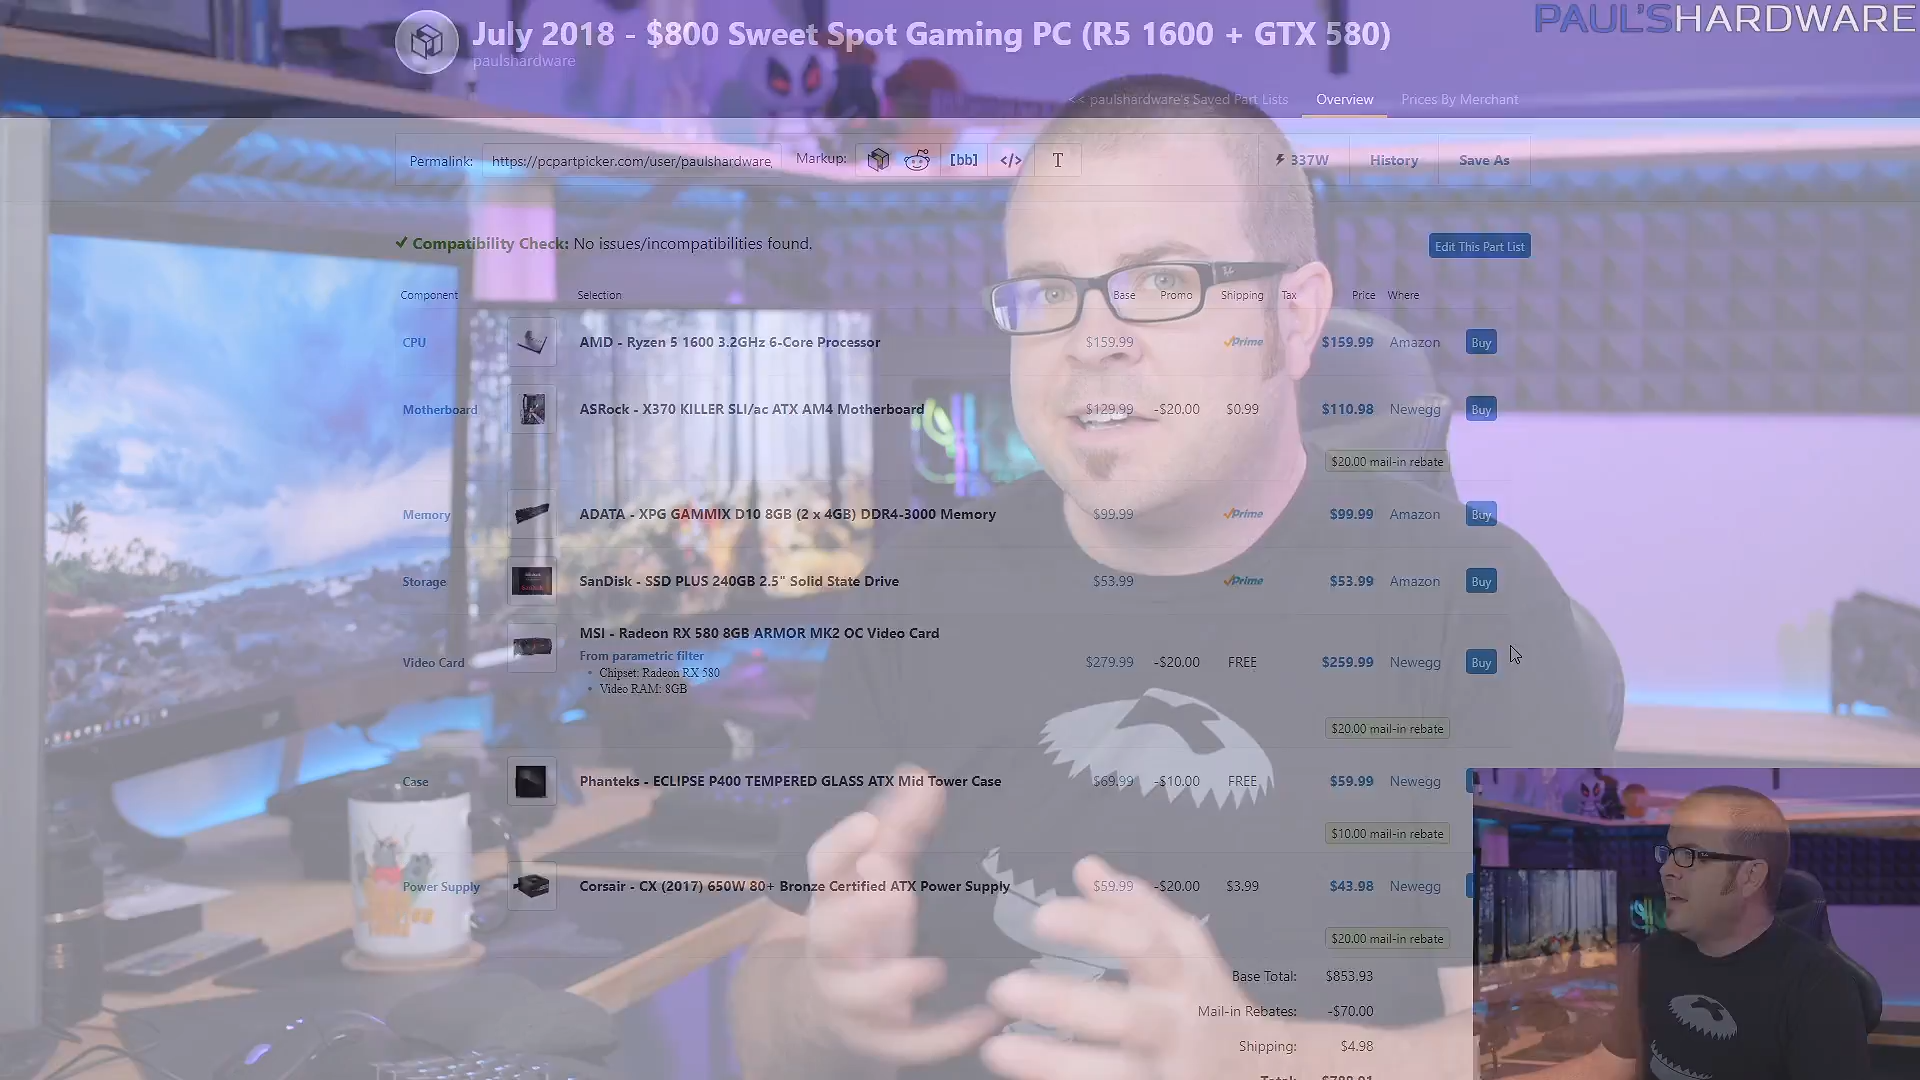 PAUL'SHARDWARE
July 2018 - $800 Sweet Spot Gaming PC (R5 1600 + GTX 580)
paulshardware
<< paulshardware's Saved Part Lists Overview Prices By Merchant
Permalink: https://pcpartpicker.com/user/paulshardware, Markup: [bb] </> T 337W History Save As
Compatibility Check: No issues/incompatibilities found. Edit This Part List
Component Selection Base Promo Shipping Tax Price Where
CPU AMD - Ryzen 5 1600 3.2GHz 6-Core Processor $159.99 Prime $159.99 Amazon Buy
Motherboard ASRock - X370 KILLER SLI/ac ATX AM4 Motherboard $129.99 -$20.00 $0.99 $110.98 Newegg Buy
$20.00 mail-in rebate
Memory ADATA - XPG GAMMIX D10 8GB (2 x 4GB) DDR4-3000 Memory $99.99 Prime $99.99 Amazon Buy
Storage SanDisk - SSD PLUS 240GB 2.5" Solid State Drive $53.99 Prime $53.99 Amazon Buy
MSI - Radeon RX 580 8GB ARMOR MK2 OC Video Card
From parametric filter
Video Card $279.99 -$20.00 FREE $259.99 Newegg Buy
• Chipset: Radeon RX 580
• Video RAM: 8GB
$20.00 mail-in rebate
Case Phanteks - ECLIPSE P400 TEMPERED GLASS ATX Mid Tower Case $69.99 -$10.00 FREE $59.99 Newegg
$10.00 mail-in rebate
Power Supply Corsair - CX (2017) 650W 80+ Bronze Certified ATX Power Supply $59.99 -$20.00 $3.99 $43.98 Newegg
$20.00 mail-in rebate
Base Total: $853.93
Mail-in Rebates: -$70.00
Shipping: $4.98